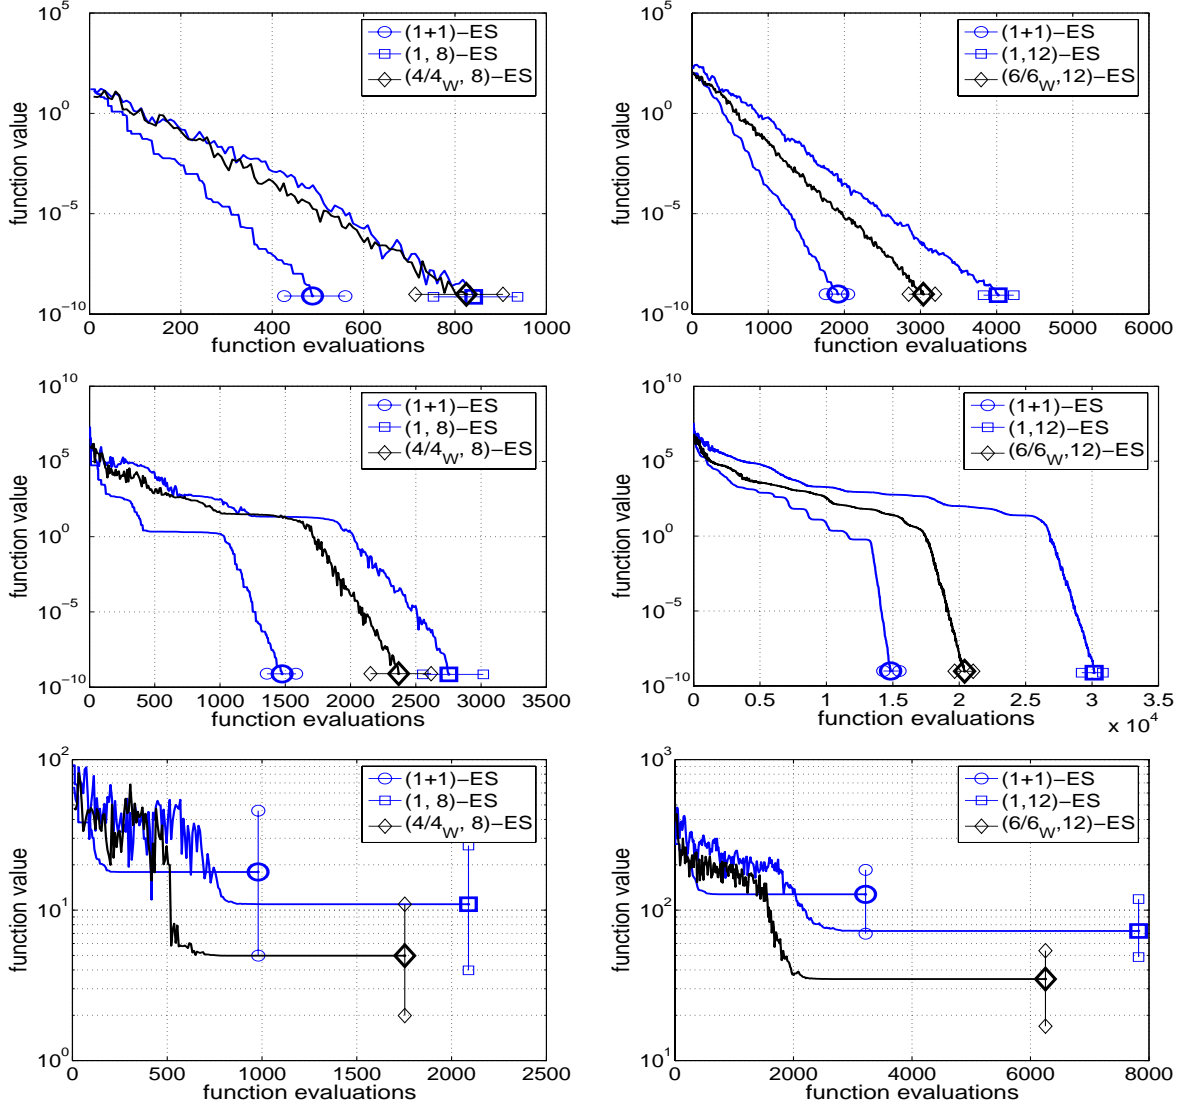 10^5
10^0
10^−5
10^−10
function value
(1+1)−ES
(1, 8)−ES
(4/4_W, 8)−ES
0 200 400 600 800 1000
function evaluations
10^5
10^0
10^−5
10^−10
function value
(1+1)−ES
(1,12)−ES
(6/6_W,12)−ES
0 1000 2000 3000 4000 5000 6000
function evaluations
10^10
10^5
10^0
10^−5
10^−10
function value
(1+1)−ES
(1, 8)−ES
(4/4_W, 8)−ES
0 500 1000 1500 2000 2500 3000 3500
function evaluations
10^10
10^5
10^0
10^−5
10^−10
function value
(1+1)−ES
(1,12)−ES
(6/6_W,12)−ES
0 0.5 1 1.5 2 2.5 3 3.5
function evaluations
x 10^4
10^2
10^1
10^0
function value
(1+1)−ES
(1, 8)−ES
(4/4_W, 8)−ES
0 500 1000 1500 2000 2500
function evaluations
10^3
10^2
10^1
function value
(1+1)−ES
(1,12)−ES
(6/6_W,12)−ES
0 2000 4000 6000 8000
function evaluations